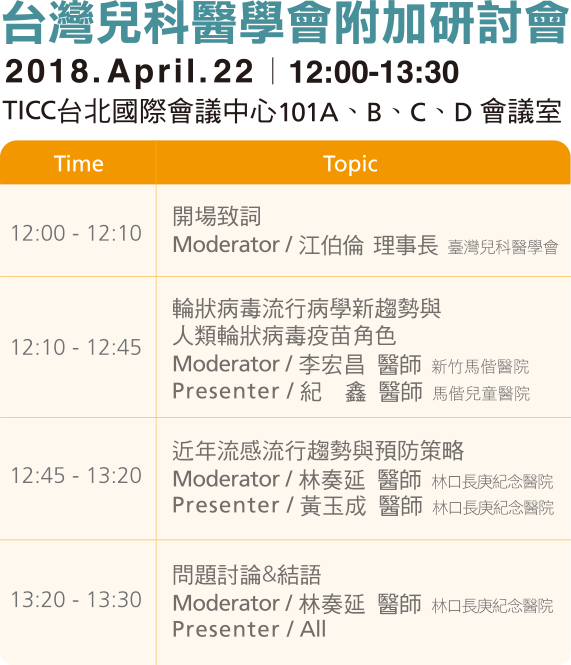 台灣兒科醫學會附加研討會
2018.April.22｜12:00-13:30
TICC台北國際會議中心101A、B、C、D 會議室
Time Topic
12:00 - 12:10
開場致詞
Moderator / 江伯倫 理事長 臺灣兒科醫學會
12:10 - 12:45
輪狀病毒流行病學新趨勢與
人類輪狀病毒疫苗角色
Moderator / 李宏昌 醫師 新竹馬偕醫院
Presenter / 紀 鑫 醫師 馬偕兒童醫院
12:45 - 13:20
近年流感流行趨勢與預防策略
Moderator / 林奏延 醫師 林口長庚紀念醫院
Presenter / 黃玉成 醫師 林口長庚紀念醫院
13:20 - 13:30
問題討論&結語
Moderator / 林奏延 醫師 林口長庚紀念醫院
Presenter / All